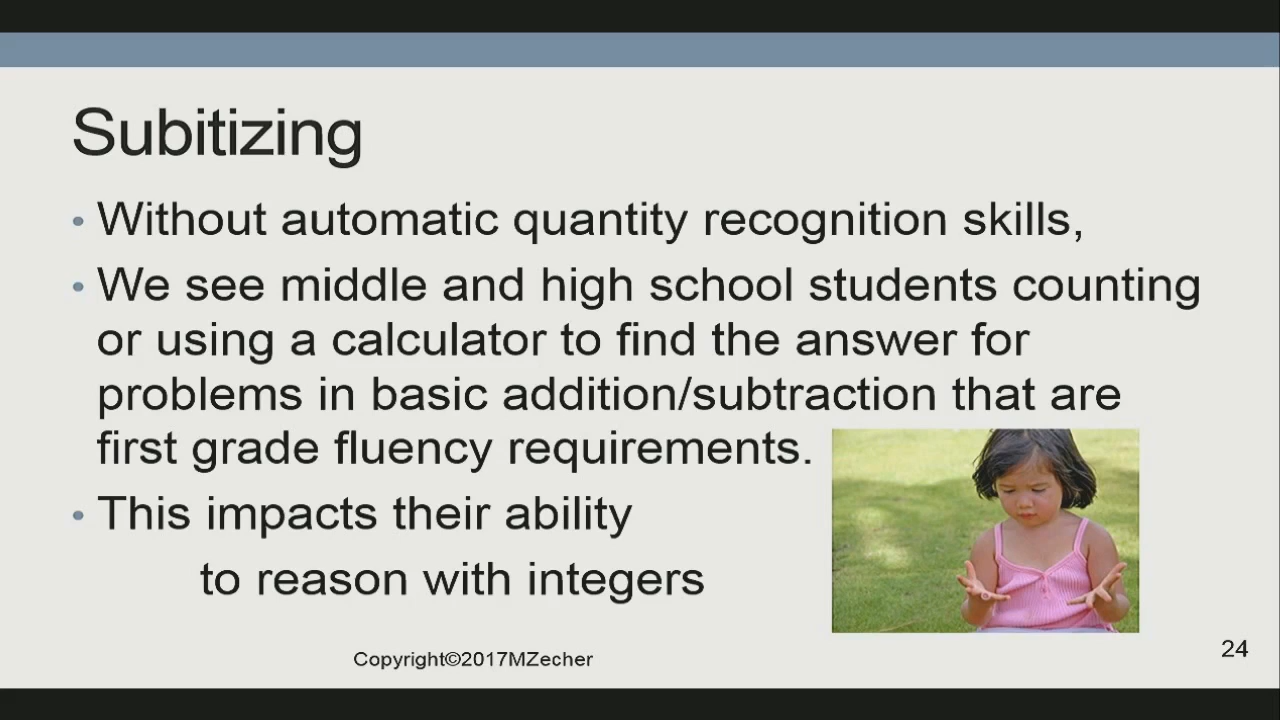 Subitizing
• Without automatic quantity recognition skills,
• We see middle and high school students counting
or using a calculator to find the answer for
problems in basic addition/subtraction that are
first grade fluency requirements.
• This impacts their ability
to reason with integers
Copyright©2017MZecher
24